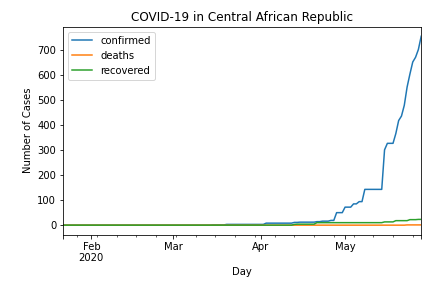 COVID-19 in Central African Republic
confirmed
deaths
recovered
Number of Cases
700
600
500
400
300
200
100
0
Feb
2020
Mar
Apr
May
Day